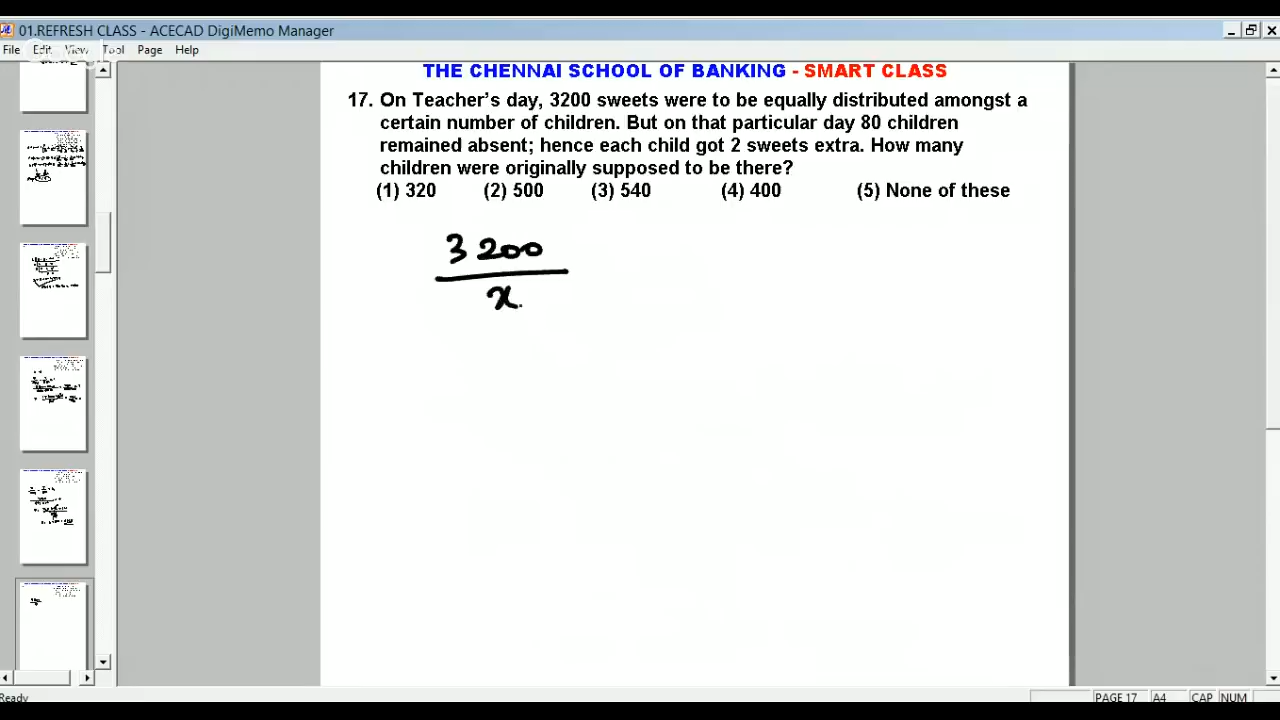 01.REFRESH CLASS - ACECAD DigiMemo Manager
File Edit View Tool Page Help
THE CHENNAI SCHOOL OF BANKING - SMART CLASS
17. On Teacher's day, 3200 sweets were to be equally distributed amongst a
certain number of children. But on that particular day 80 children
remained absent; hence each child got 2 sweets extra. How many
children were originally supposed to be there?
(1) 320 (2) 500 (3) 540 (4) 400 (5) None of these
3200
x
Ready PAGE 17 A4 CAP NUM